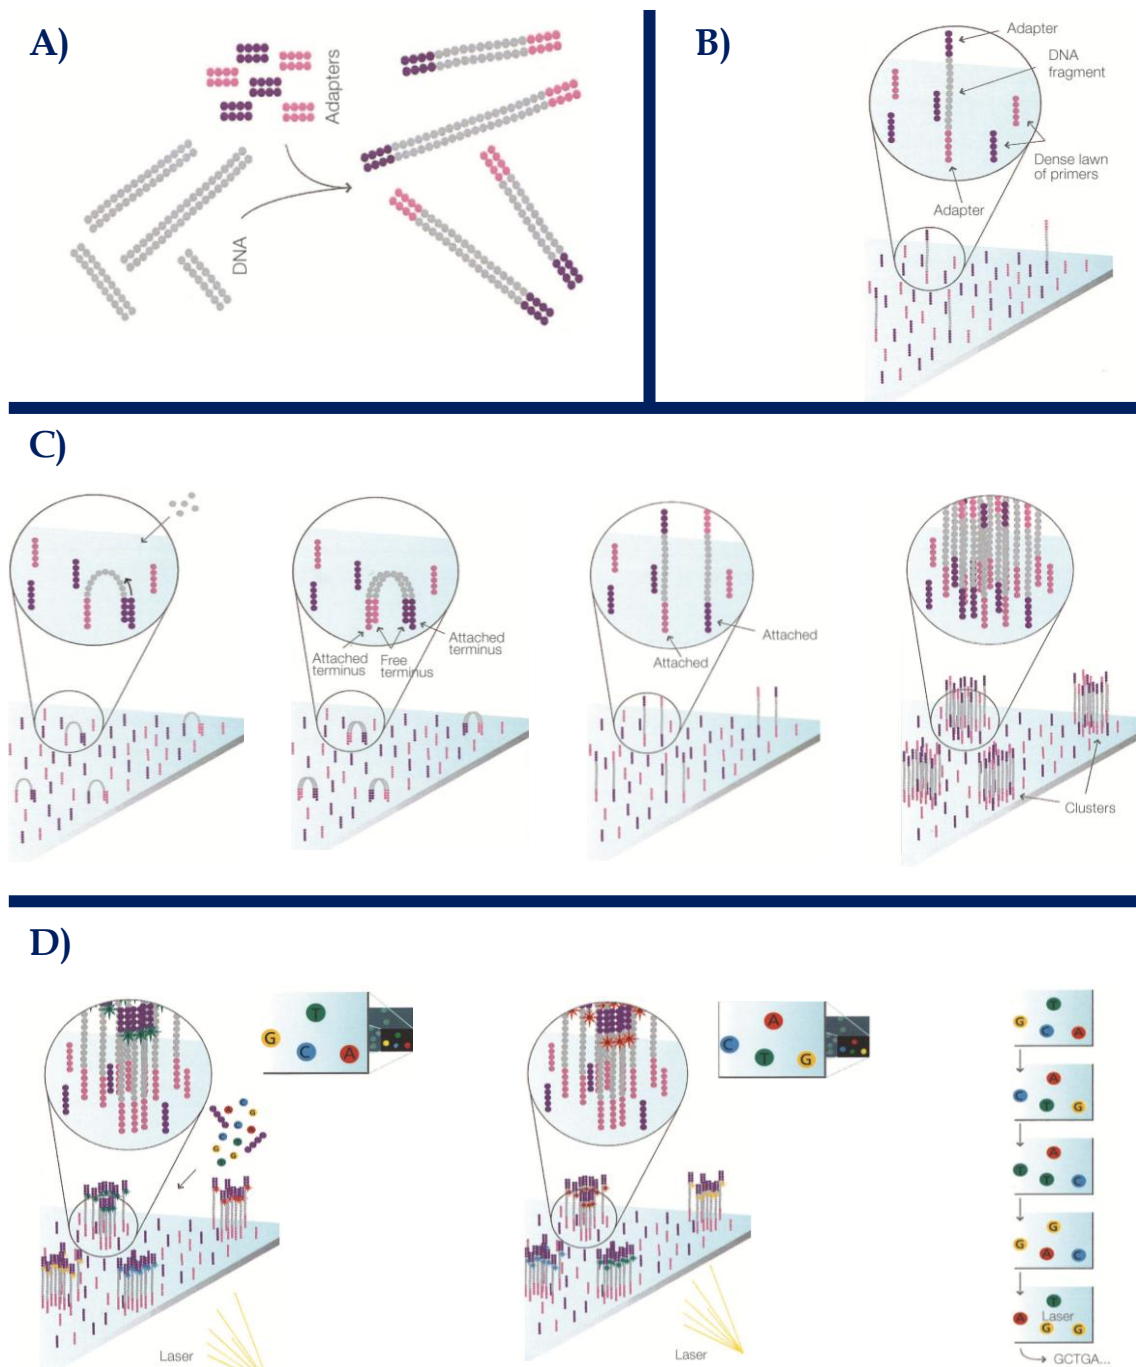 A)
Adapters
DNA
B)
Adapter
DNA
fragment
Dense lawn
of primers
Adapter
C)
Attached
terminus
Free
terminus
Attached
terminus
Attached
Attached
Clusters
D)
T
G
C
A
A
C
G
A
C
G
G
Laser
A
C
T
G
Laser
T
G
C
A
A
C
T
G
A
T
T
C
G
G
A
C
T
A
Laser
G
G
GCTGA...